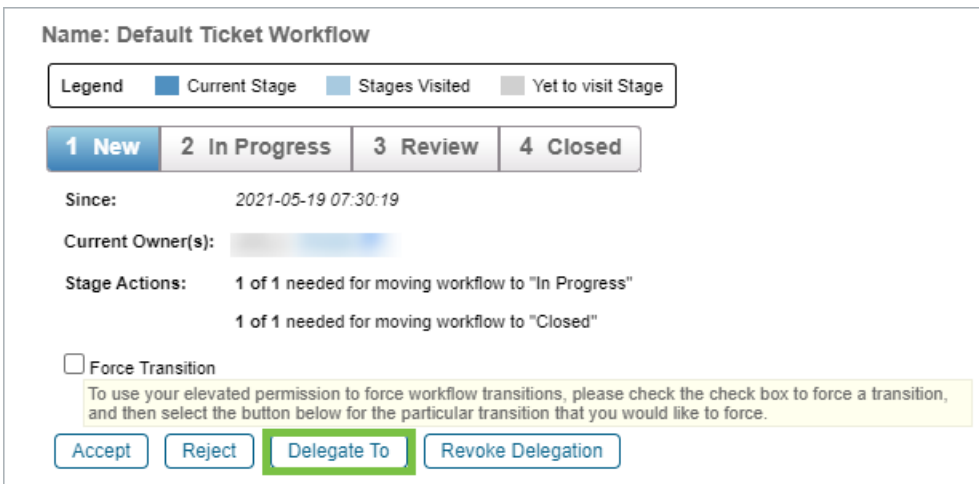 Name: Default Ticket Workflow
Legend Current Stage Stages Visited Yet to visit Stage
1 New 2 In Progress 3 Review 4 Closed
Since: 2021-05-19 07:30:19
Current Owner(s):
Stage Actions: 1 of 1 needed for moving workflow to "In Progress"
1 of 1 needed for moving workflow to "Closed"
Force Transition
To use your elevated permission to force workflow transitions, please check the check box to force a transition,
and then select the button below for the particular transition that you would like to force.
Accept Reject Delegate To Revoke Delegation